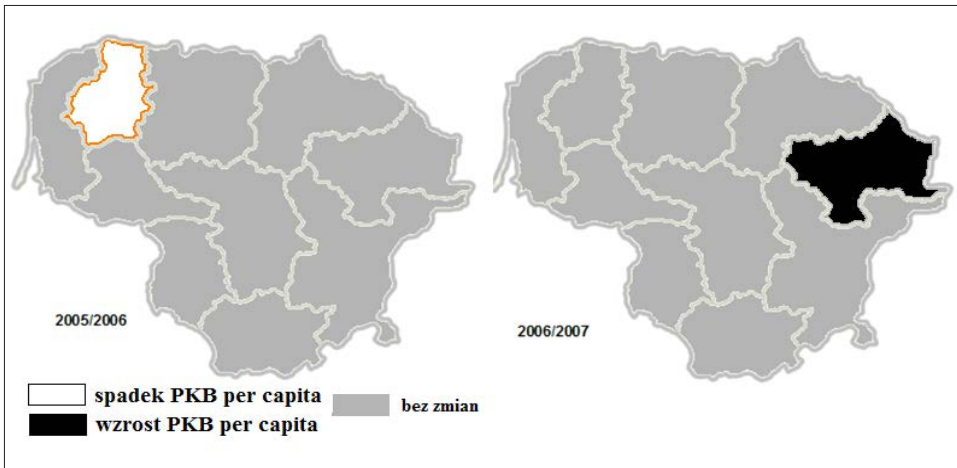 2005/2006
2006/2007
spadek PKB per capita
bez zmian
wzrost PKB per capita